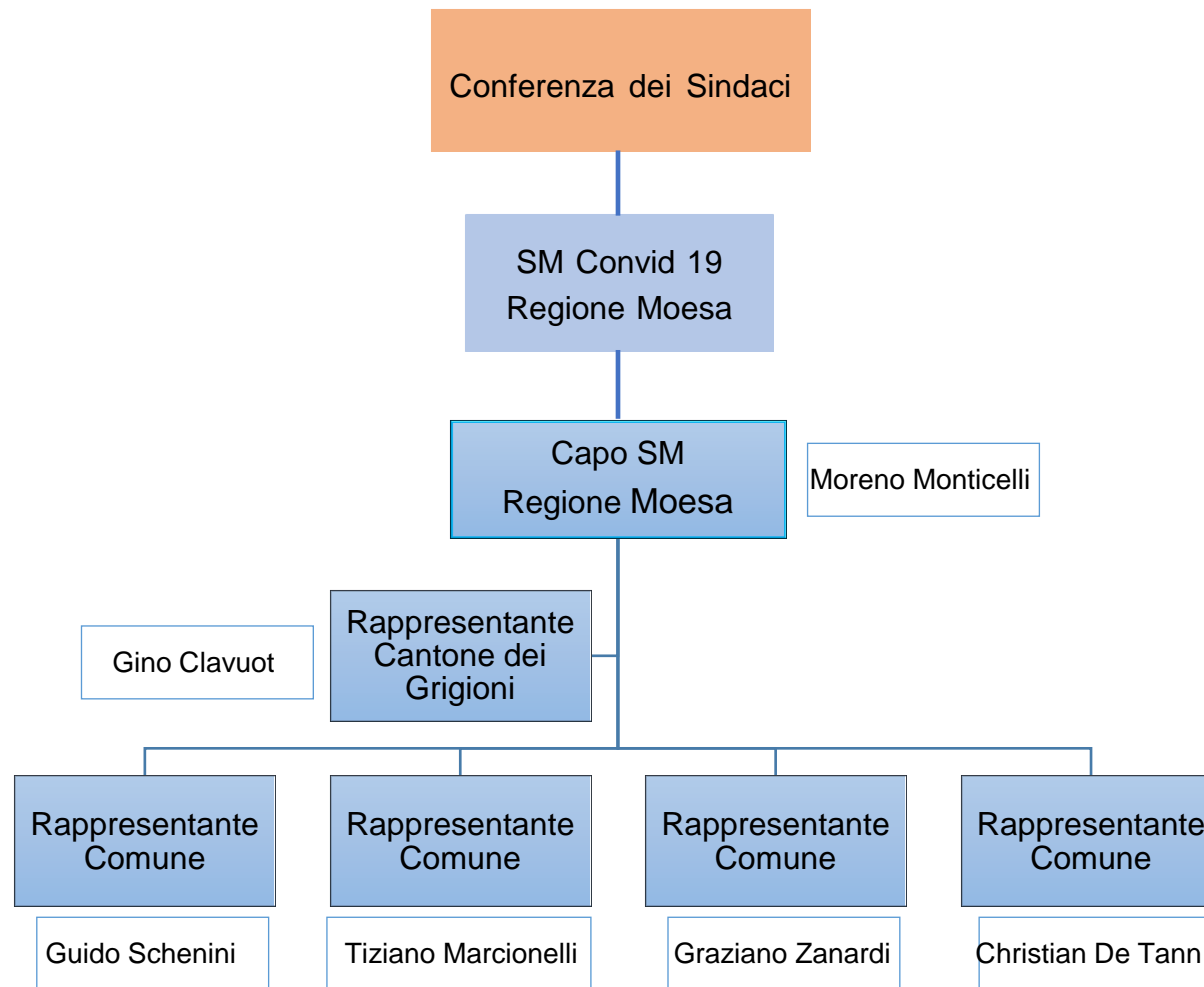 Conferenza dei Sindaci
SM Convid 19
Regione Moesa
Capo SM
Regione Moesa
Moreno Monticelli
Rappresentante
Cantone dei
Grigioni
Gino Clavuot
Rappresentante
Comune
Rappresentante
Comune
Rappresentante
Comune
Rappresentante
Comune
Guido Schenini
Tiziano Marcionelli
Graziano Zanardi
Christian De Tann